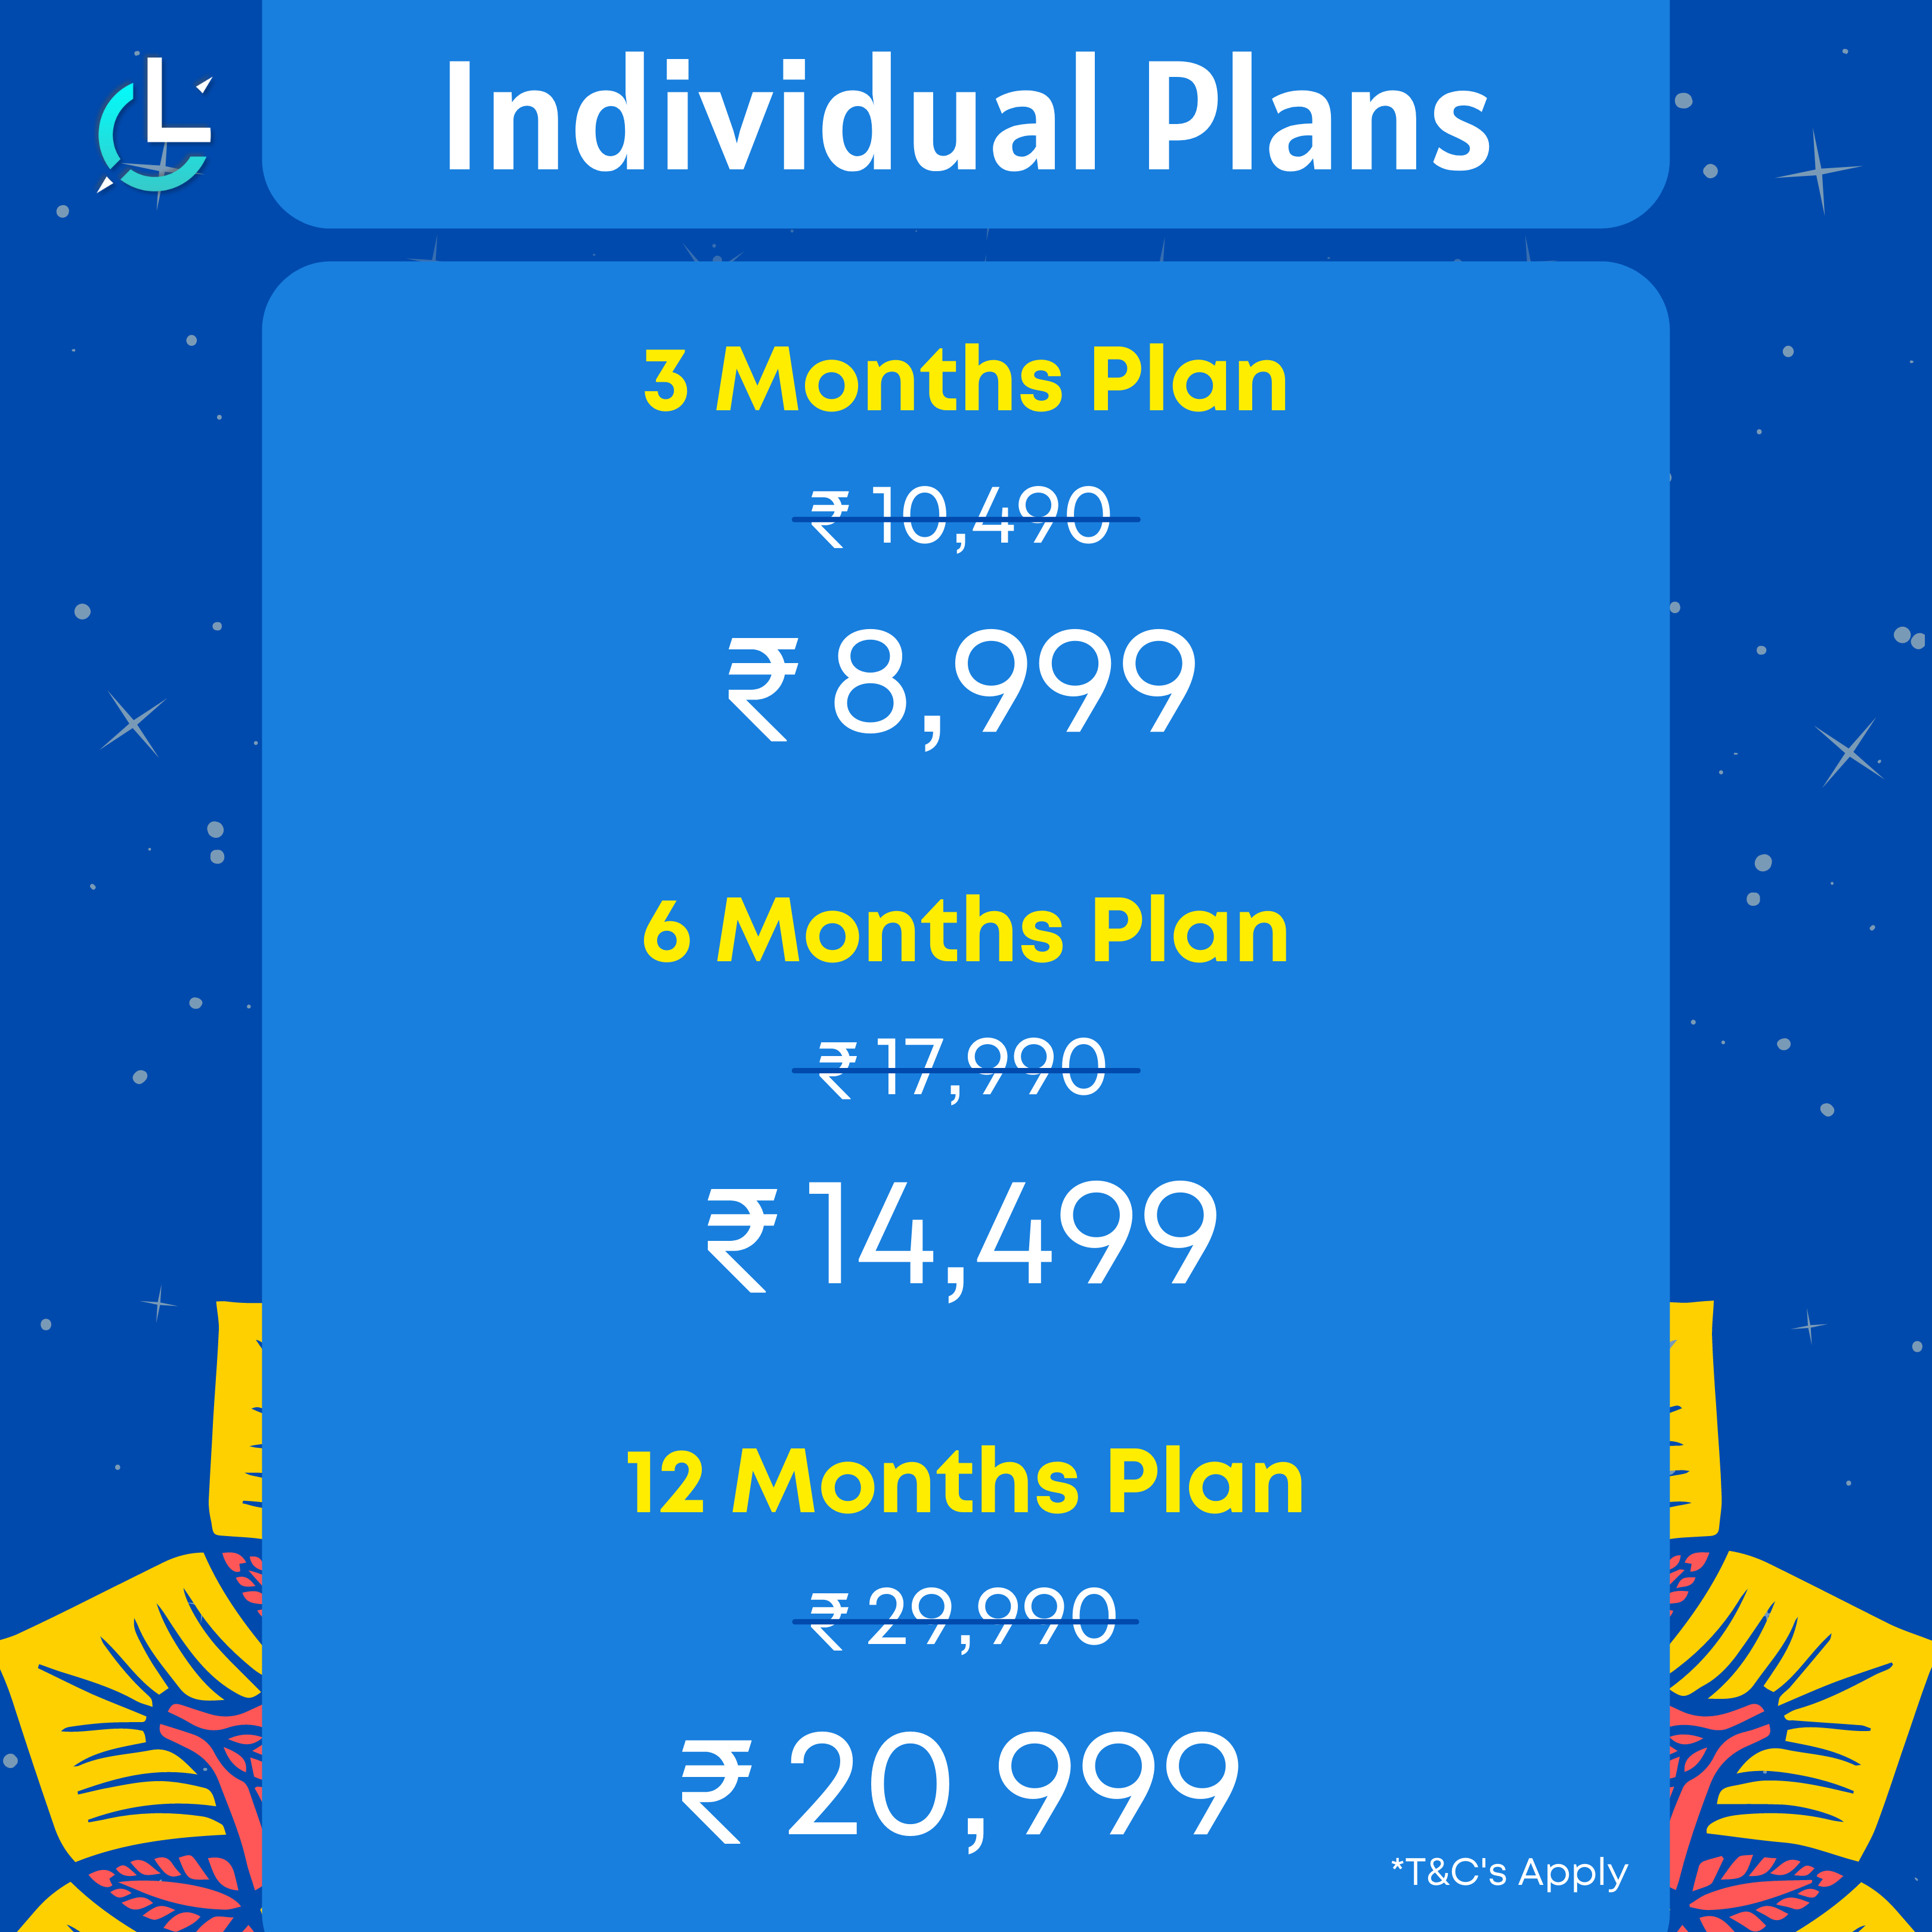 L
Individual Plans
3 Months Plan
₹ 10,490
₹ 8,999
6 Months Plan
₹ 17,990
₹ 14,499
12 Months Plan
₹ 29,990
₹ 20,999
*T&C's Apply